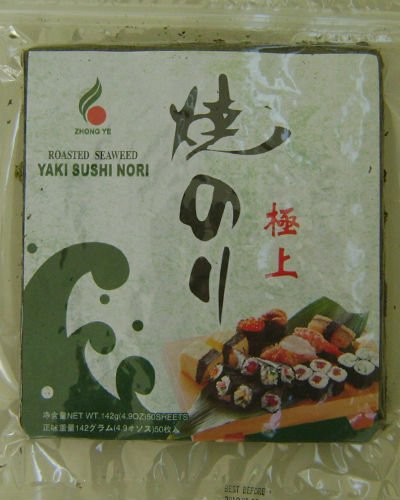 ZHONG YE
ROASTED SEAWEED
YAKI SUSHI NORI
焼のり
極上
净含量NET WT.142g(4.9OZ)50SHEETS
正味重量142グラム(4.9オソス)50枚入
BEST BEFORE